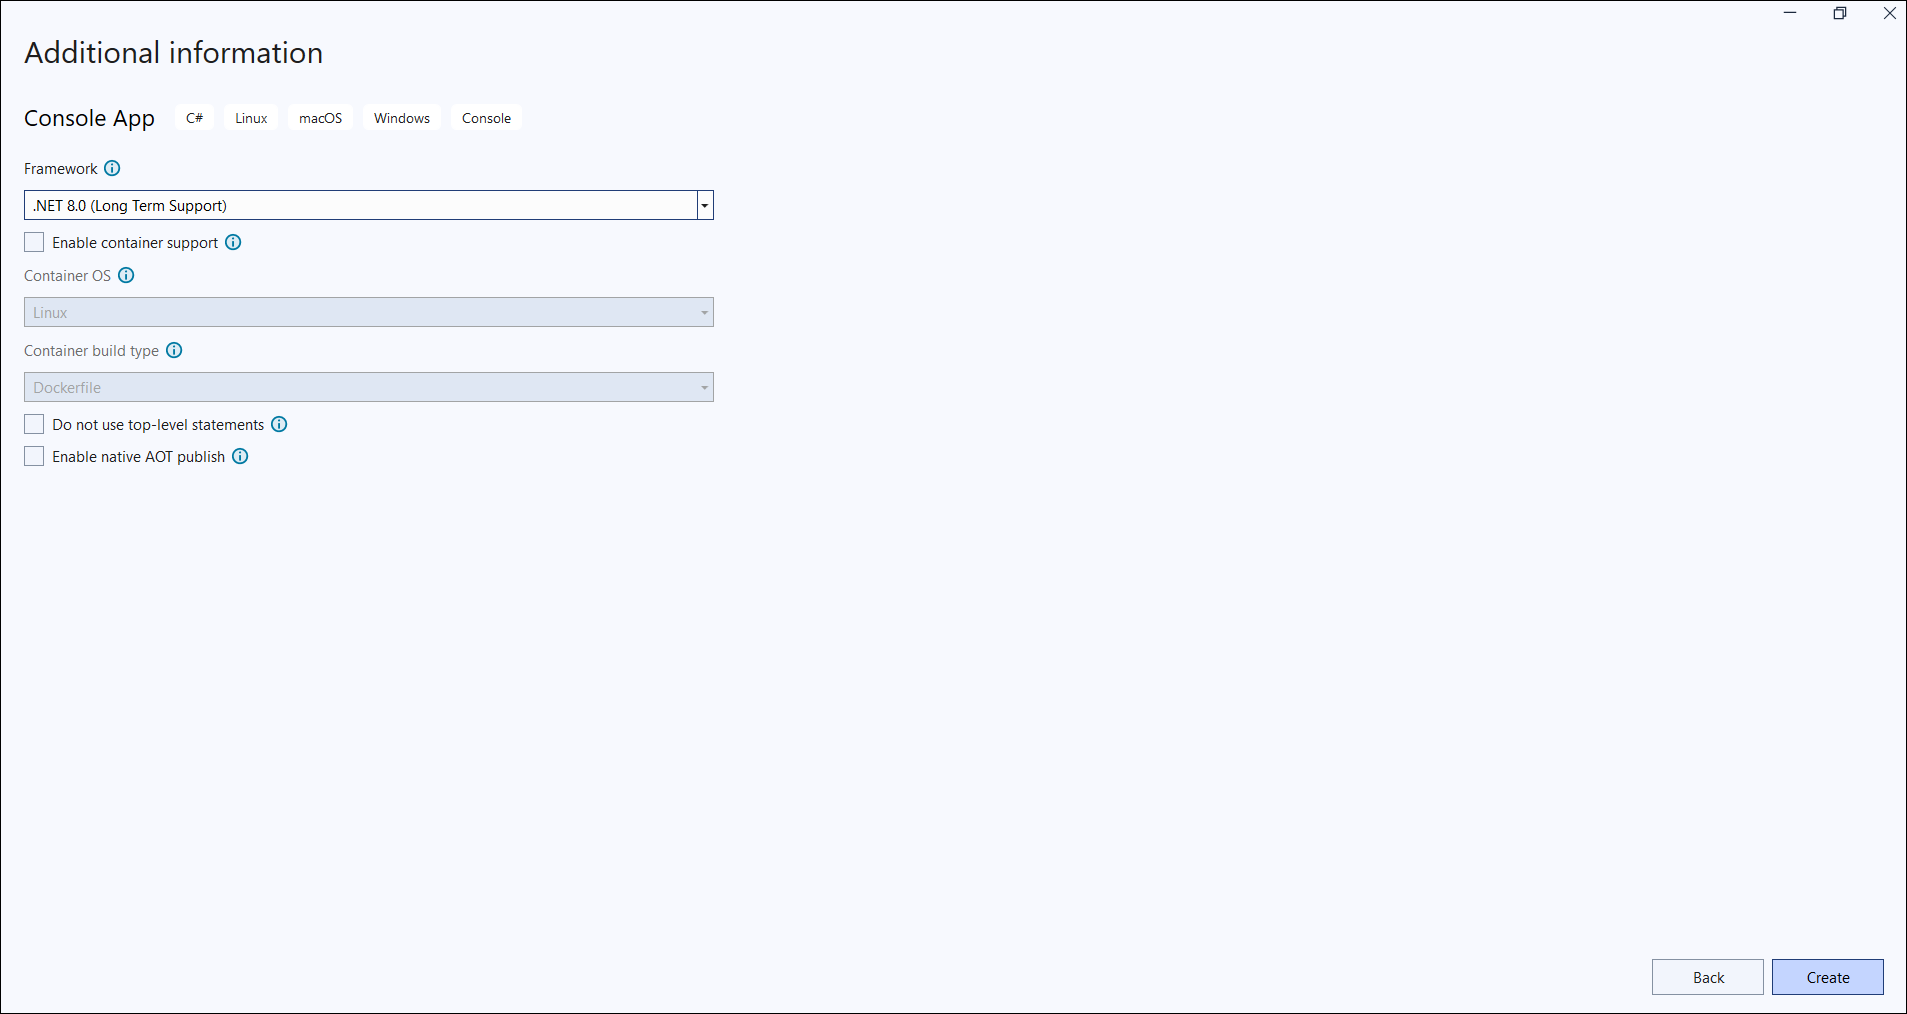 Additional information
Console App C# Linux macOS Windows Console
Framework
.NET 8.0 (Long Term Support)
Enable container support
Container OS
Linux
Container build type
Dockerfile
Do not use top-level statements
Enable native AOT publish
Back Create